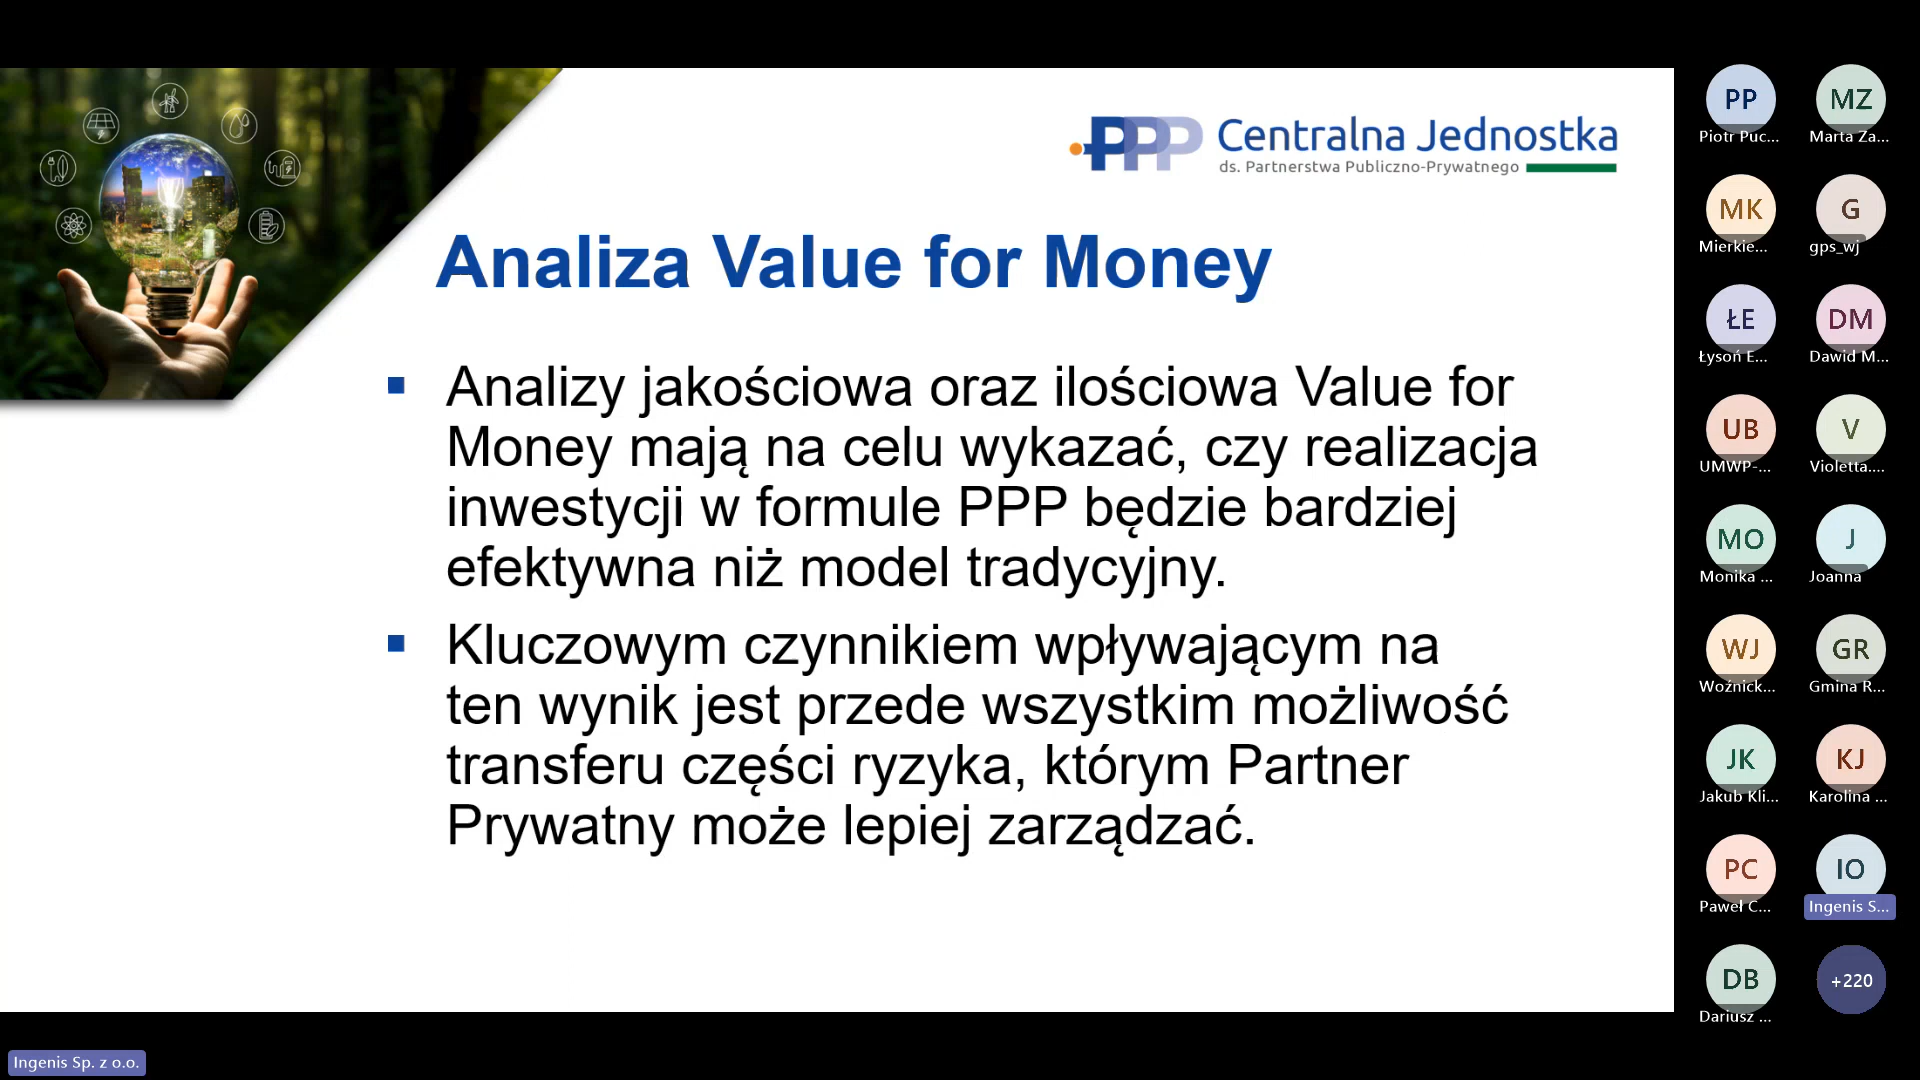 PPP Centralna Jednostka
ds. Partnerstwa Publiczno-Prywatnego
Analiza Value for Money
Analizy jakościowa oraz ilościowa Value for
Money mają na celu wykazać, czy realizacja
inwestycji w formule PPP będzie bardziej
efektywna niż model tradycyjny.
Kluczowym czynnikiem wpływającym na
ten wynik jest przede wszystkim możliwość
transferu części ryzyka, którym Partner
Prywatny może lepiej zarządzać.
PP MZ
Piotr Puc... Marta Za...
MK G
Mierkie... gps_wj
ŁE DM
Łysoń E... Dawid M...
UB V
UMWP-... Violetta....
MO J
Monika ... Joanna
WJ GR
Woźnick... Gmina R...
JK KJ
Jakub Kli... Karolina ...
PC IO
Paweł C... Ingenis S...
DB +220
Dariusz ...
Ingenis Sp. z o.o.